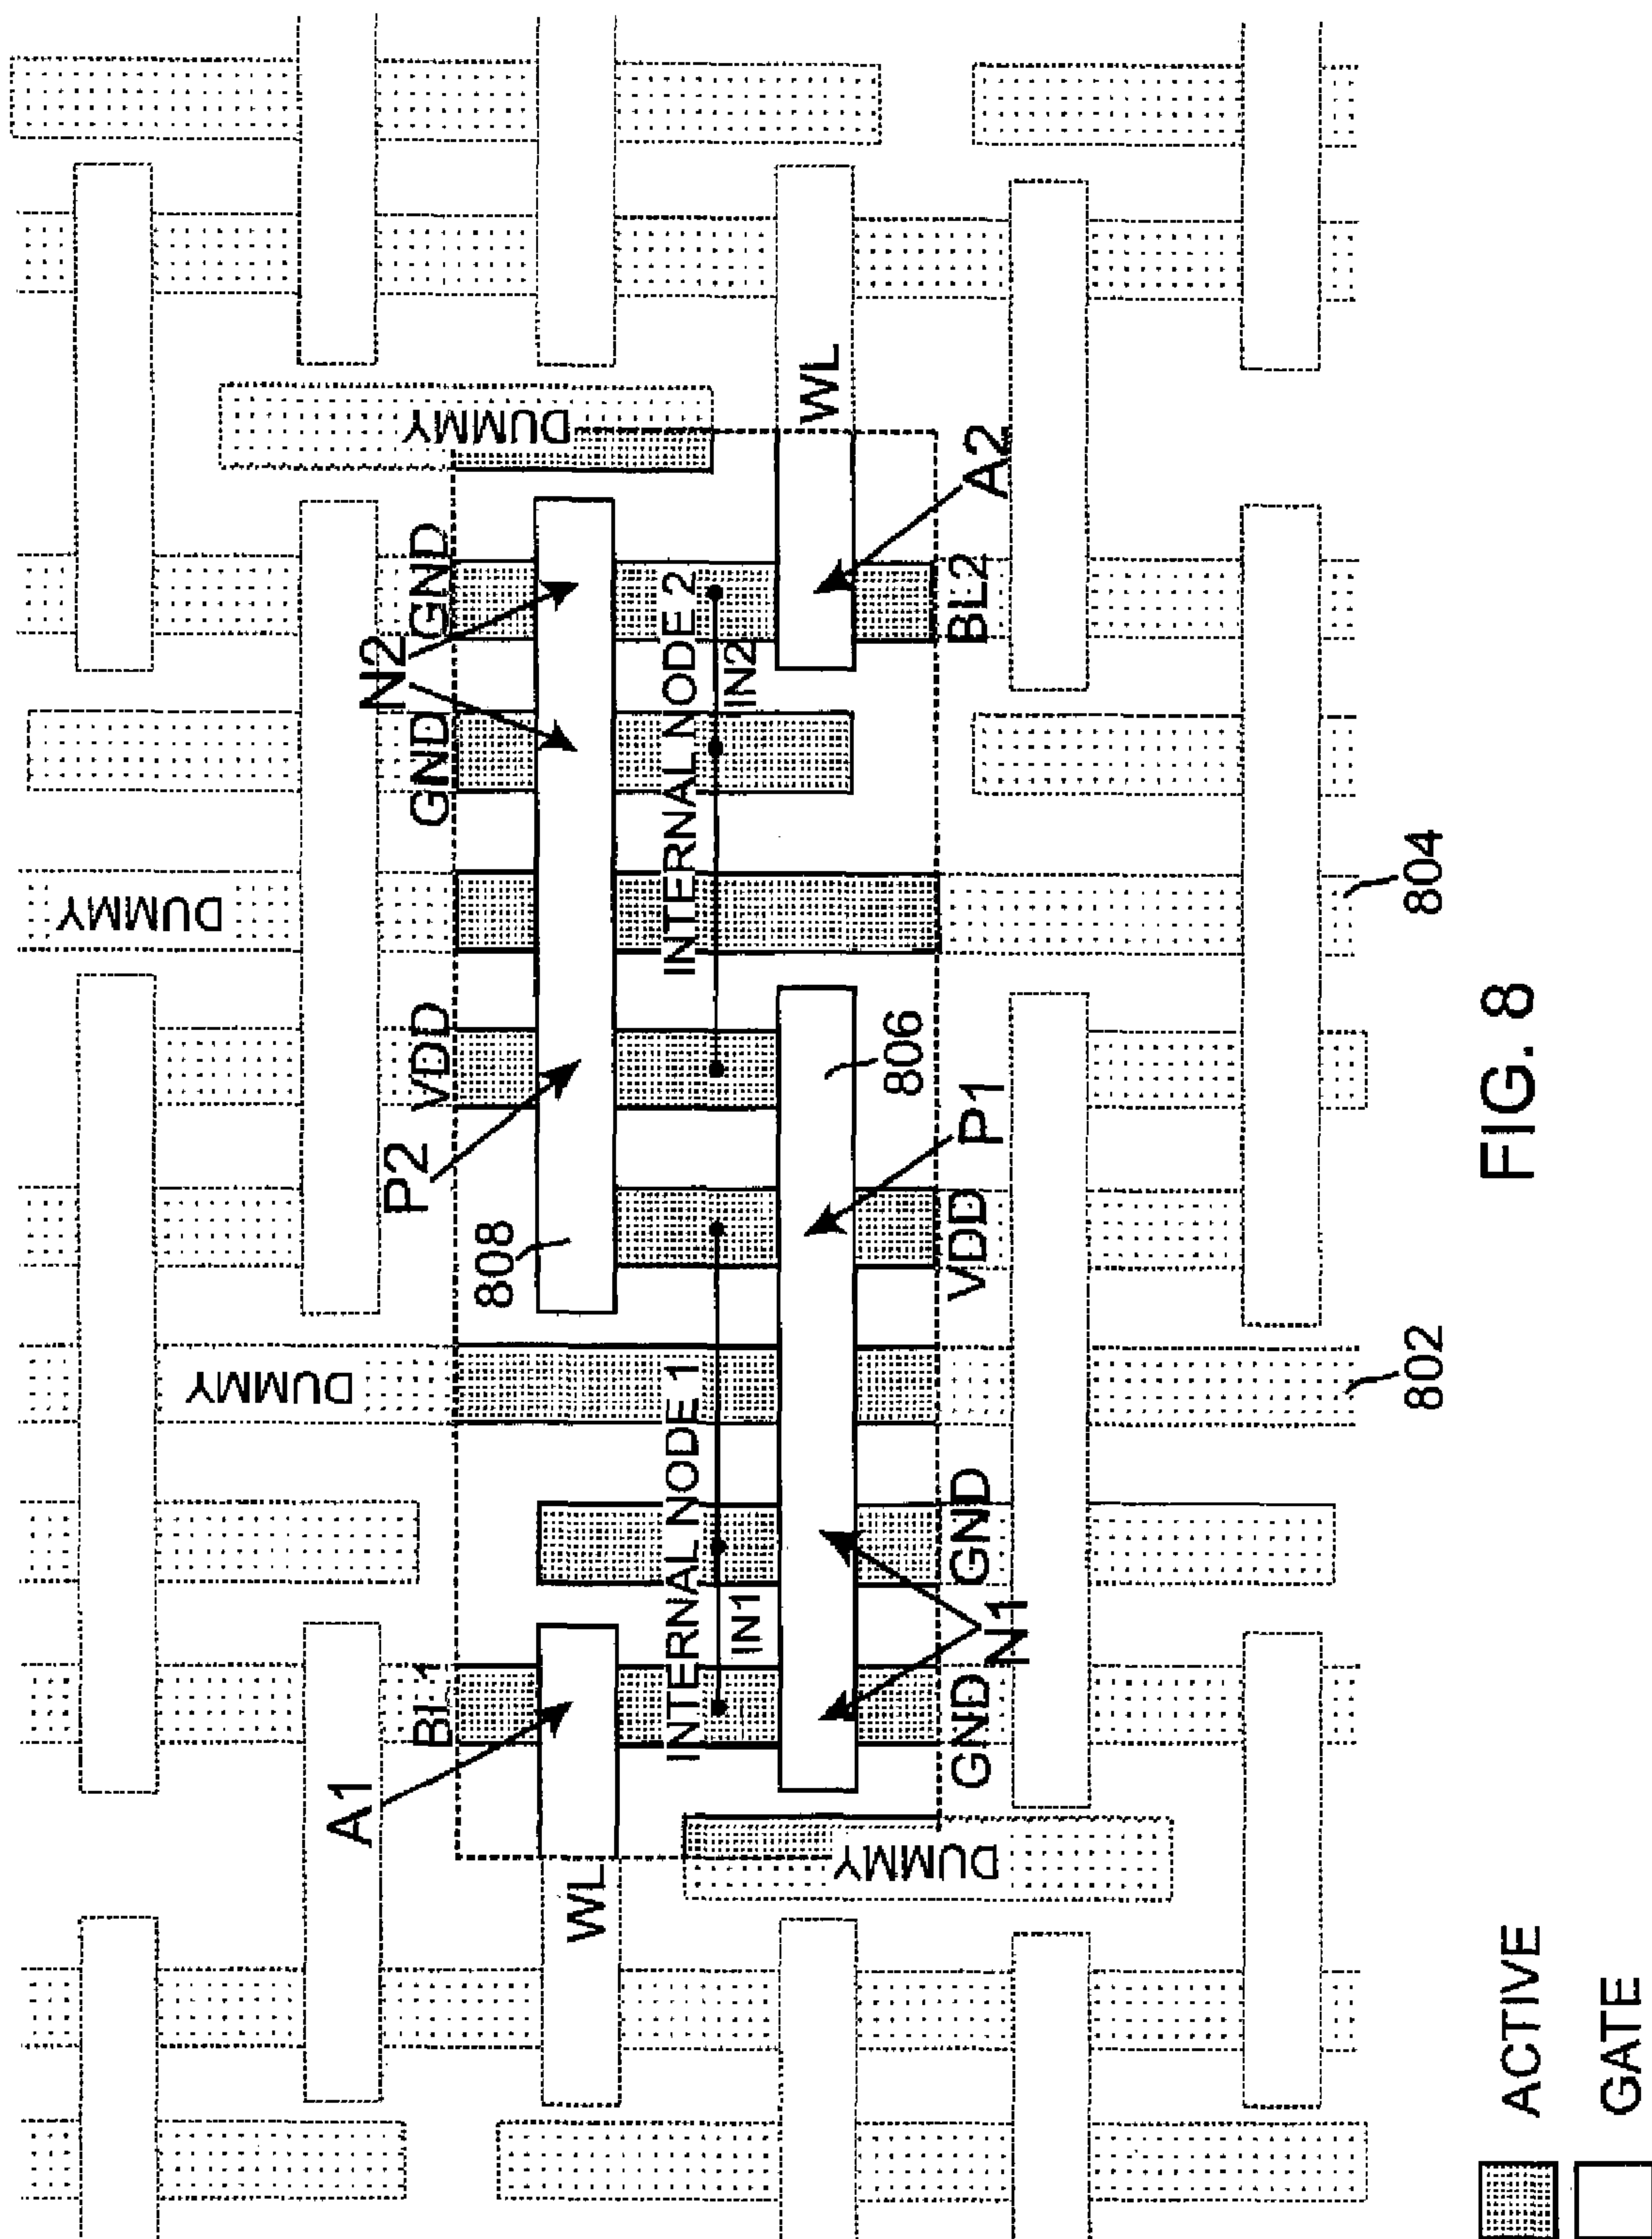 A1
WL
BL1
INTERNAL NODE 1
IN1
GND
GND
N1
DUMMY
DUMMY
802
808
P2
VDD
VDD
P1
806
DUMMY
804
N2
GND
GND
INTERNAL NODE 2
IN2
BL2
A2
WL
DUMMY
ACTIVE
GATE
FIG. 8